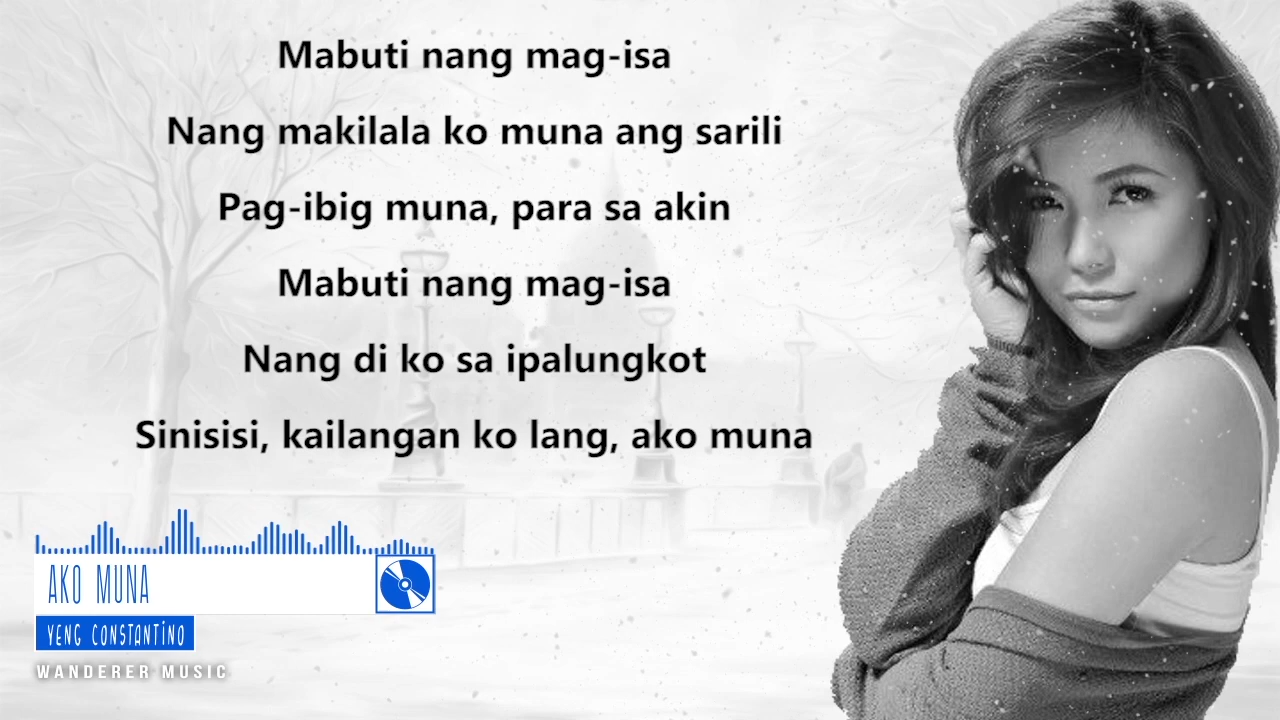 Mabuti nang mag-isa
Nang makilala ko muna ang sarili
Pag-ibig muna, para sa akin
Mabuti nang mag-isa
Nang di ko sa ipalungkot
Sinisisi, kailangan ko lang, ako muna
AKO MUNA
YENG CONSTANTINO
WANDERER MUSIC